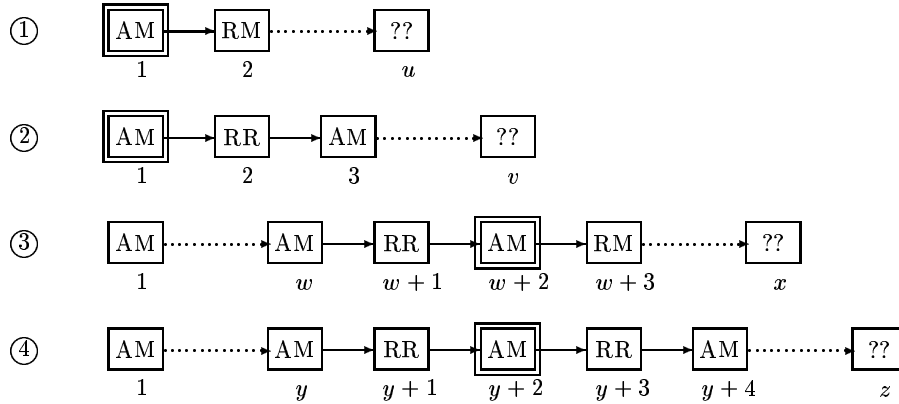 ① AM RM ??
1 2 u
② AM RR AM ??
1 2 3 v
③ AM AM RR AM RM ??
1 w w + 1 w + 2 w + 3 x
④ AM AM RR AM RR AM ??
1 y y + 1 y + 2 y + 3 y + 4 z